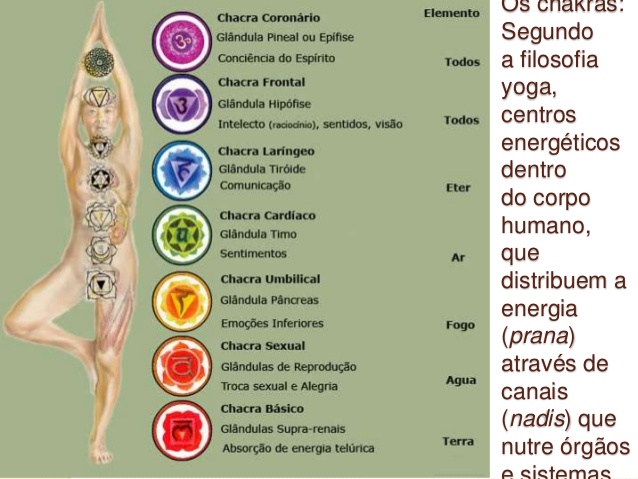 Elemento
Chacra Coronário
Glândula Pineal ou Epífise
Conciência do Espírito
Todos
Chacra Frontal
Glândula Hipófise
Intelecto (raciocínio), sentidos, visão
Todos
Chacra Laríngeo
Glândula Tiróide
Comunicação
Eter
Chacra Cardíaco
Glândula Timo
Sentimentos
Ar
Chacra Umbilical
Glândula Pâncreas
Emoções Inferiores
Fogo
Chacra Sexual
Glândulas de Reprodução
Troca sexual e Alegria
Agua
Chacra Básico
Glândulas Supra-renais
Absorção de energia telúrica
Terra
Os chakras:
Segundo
a filosofia
yoga,
centros
energéticos
dentro
do corpo
humano,
que
distribuem a
energia
(prana)
através de
canais
(nadis) que
nutre órgãos
e sistemas